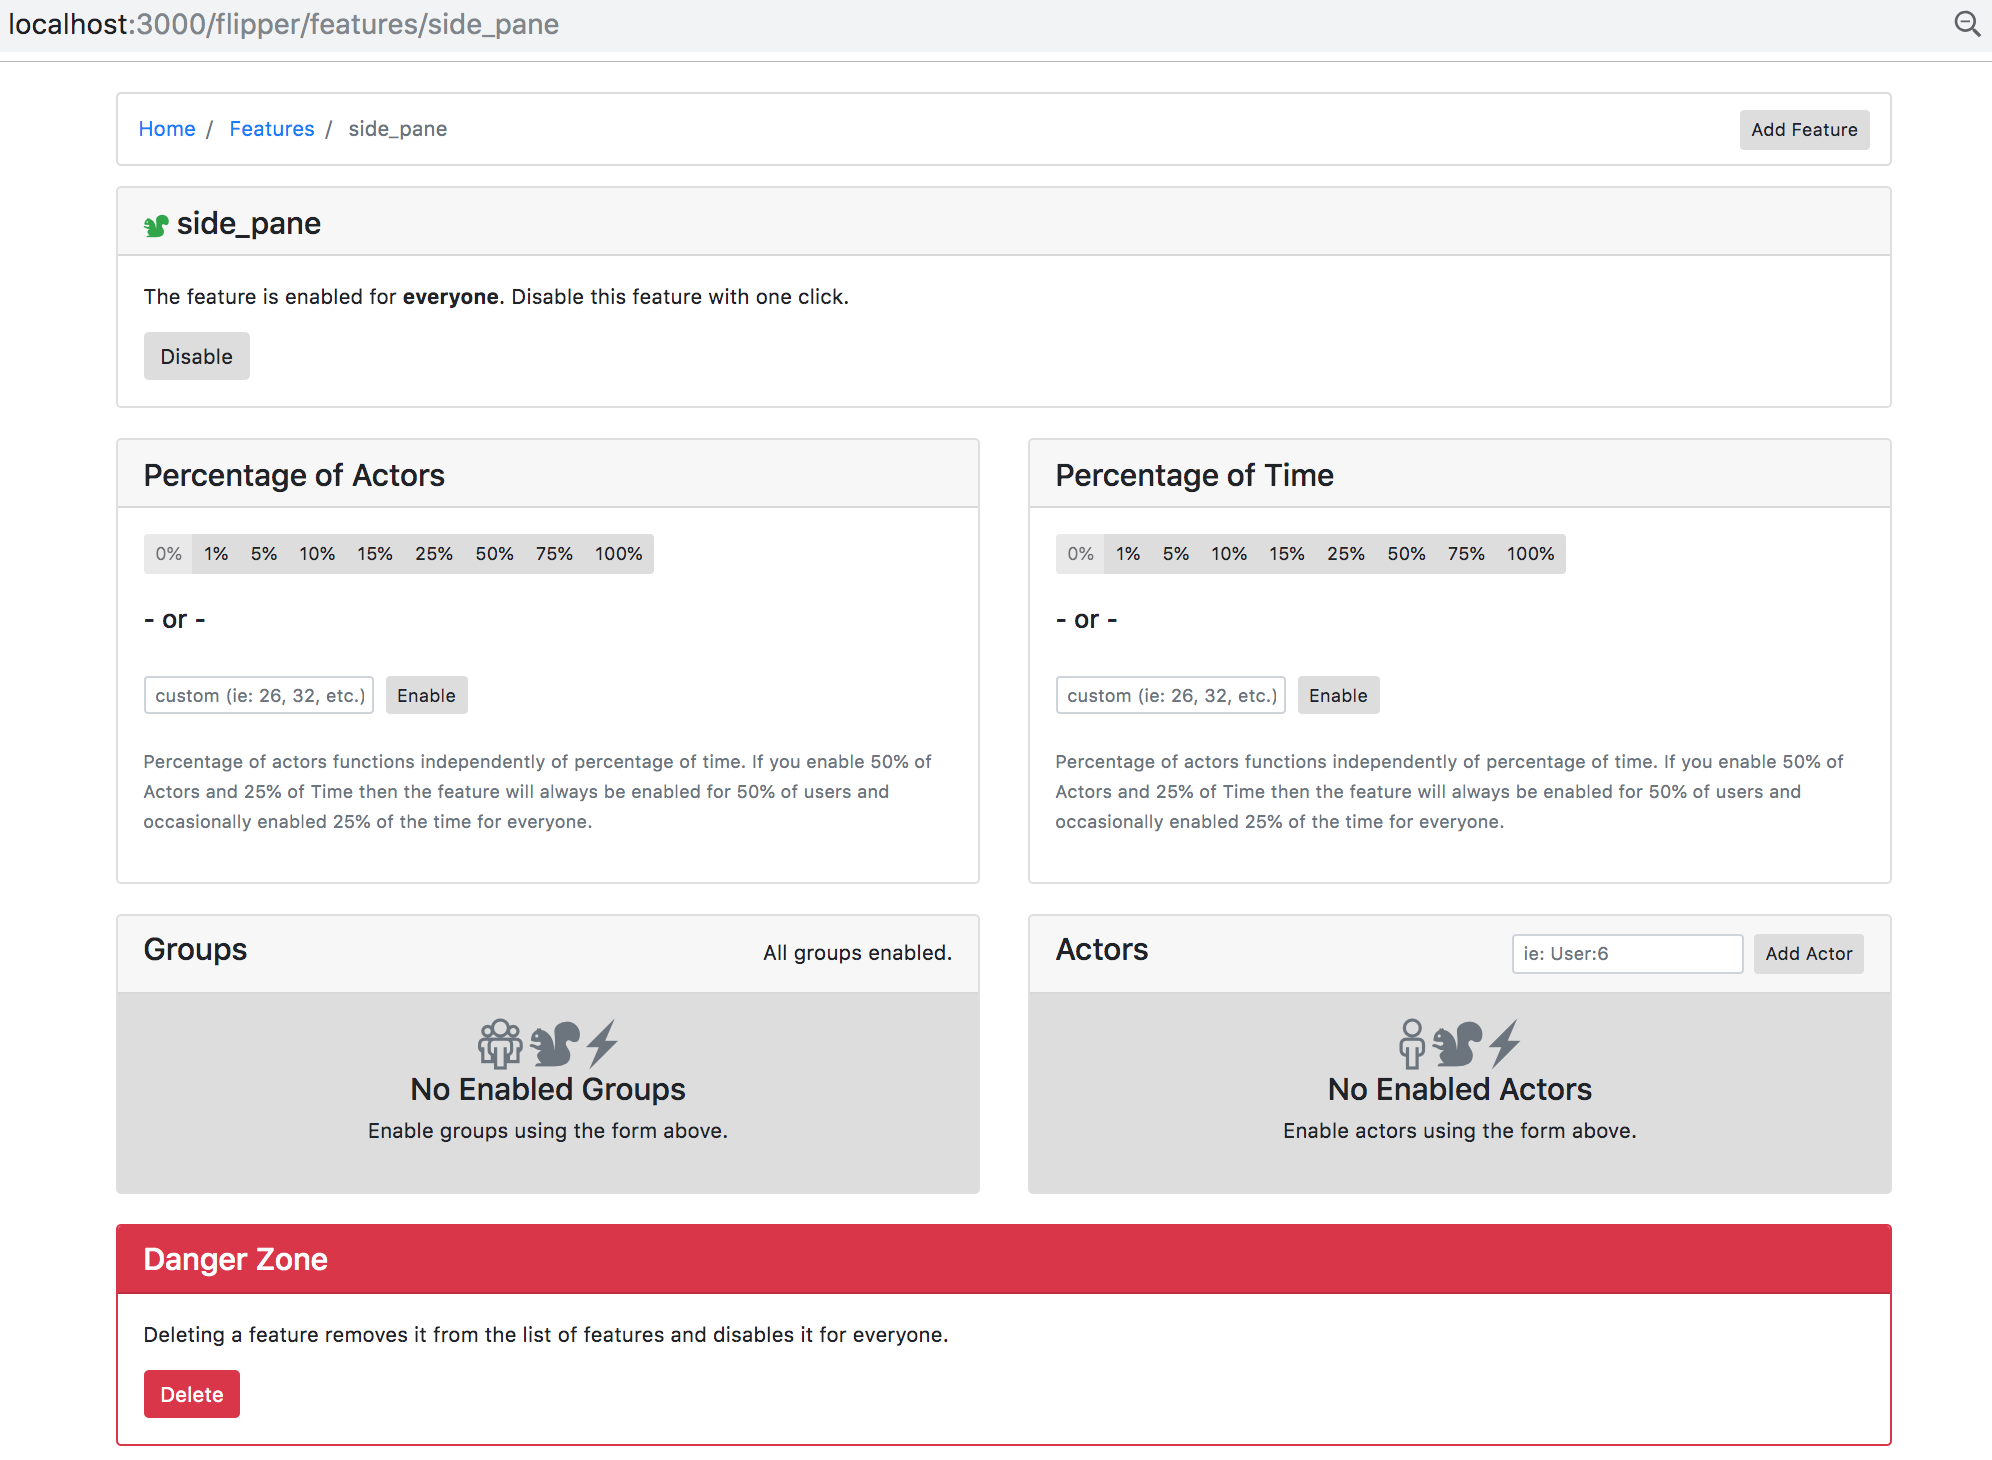 localhost:3000/flipper/features/side_pane
Home / Features / side_pane
Add Feature
side_pane
The feature is enabled for everyone. Disable this feature with one click.
Disable
Percentage of Actors
0% 1% 5% 10% 15% 25% 50% 75% 100%
- or -
custom (ie: 26, 32, etc.) Enable
Percentage of actors functions independently of percentage of time. If you enable 50% of
Actors and 25% of Time then the feature will always be enabled for 50% of users and
occasionally enabled 25% of the time for everyone.
Percentage of Time
0% 1% 5% 10% 15% 25% 50% 75% 100%
- or -
custom (ie: 26, 32, etc.) Enable
Percentage of actors functions independently of percentage of time. If you enable 50% of
Actors and 25% of Time then the feature will always be enabled for 50% of users and
occasionally enabled 25% of the time for everyone.
Groups
All groups enabled.
No Enabled Groups
Enable groups using the form above.
Actors
ie: User:6 Add Actor
No Enabled Actors
Enable actors using the form above.
Danger Zone
Deleting a feature removes it from the list of features and disables it for everyone.
Delete